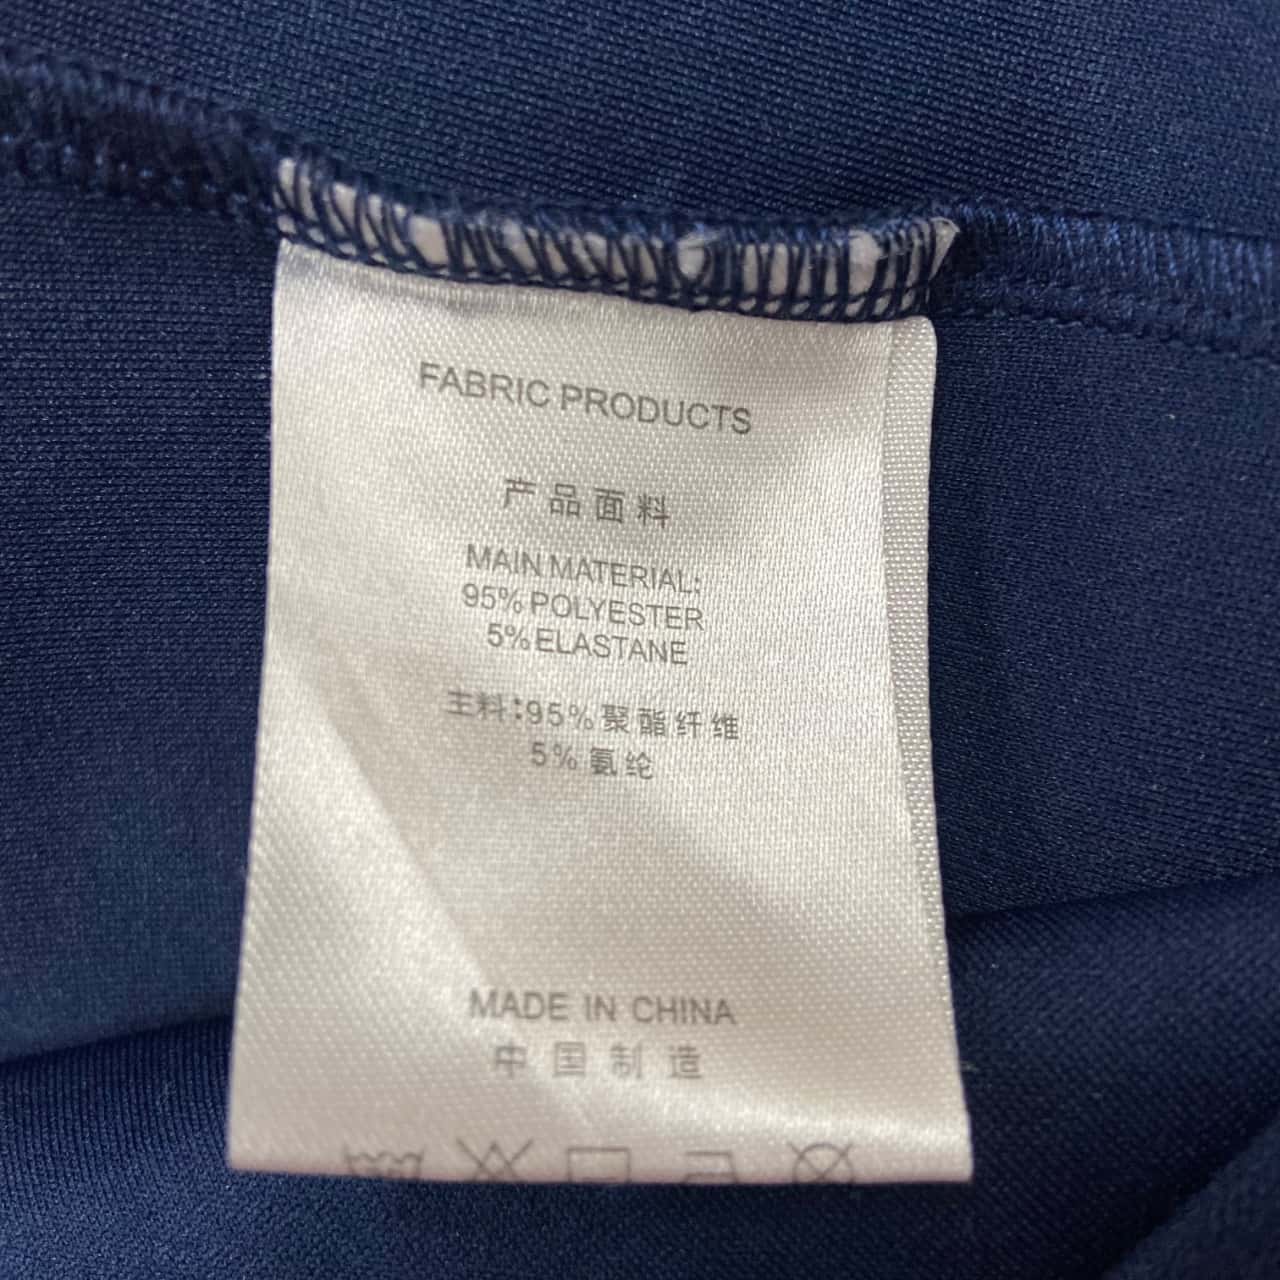 FABRIC PRODUCTS
产品面料
MAIN MATERIAL:
95% POLYESTER
5% ELASTANE
主料:95%聚酯纤维
5%氨纶
MADE IN CHINA
中国制造